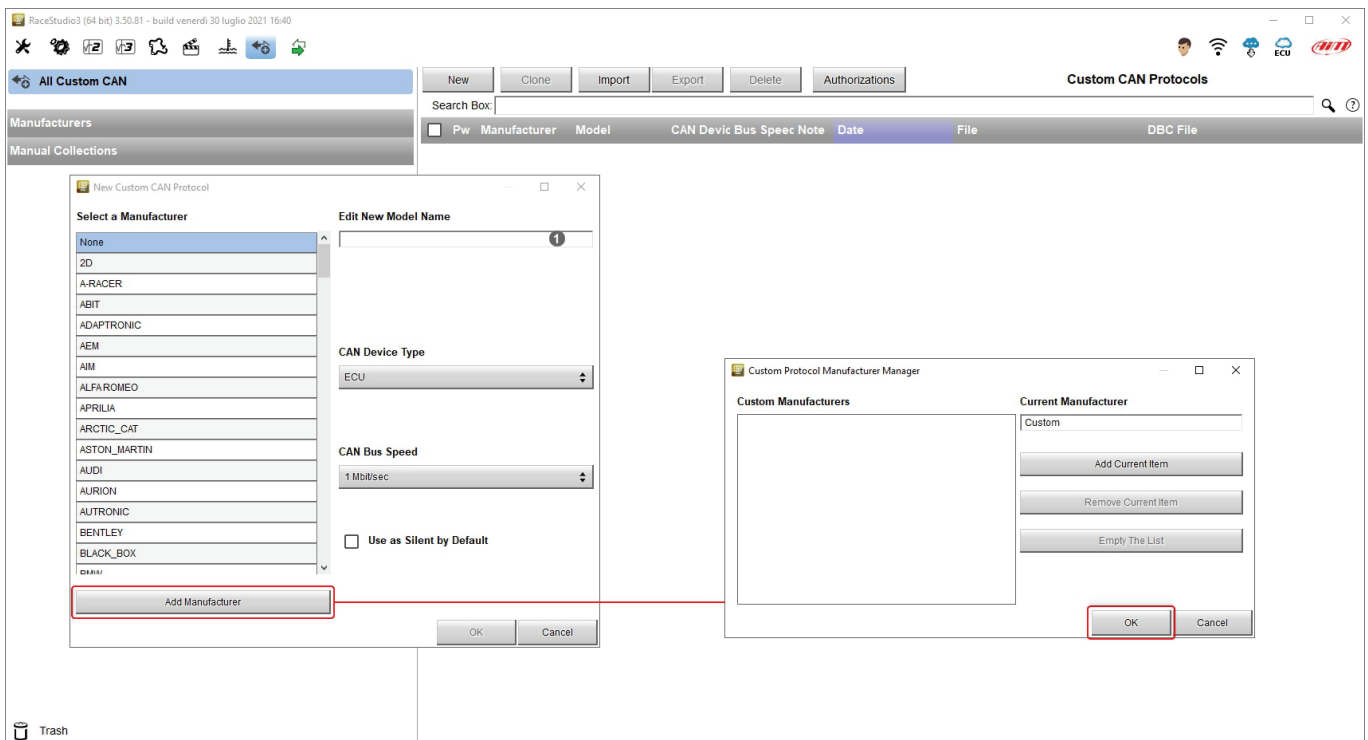 RaceStudio3 (64 bit) 3.50.81 - build venerdì 30 luglio 2021 16:40
ECU
AiM
All Custom CAN
New Clone Import Export Delete Authorizations Custom CAN Protocols
Search Box:
Manufacturers
Manual Collections
Pw Manufacturer Model CAN Devic Bus Speec Note Date File DBC File
New Custom CAN Protocol
Select a Manufacturer
None
2D
A-RACER
ABIT
ADAPTRONIC
AEM
AIM
ALFA ROMEO
APRILIA
ARCTIC_CAT
ASTON_MARTIN
AUDI
AURION
AUTRONIC
BENTLEY
BLACK_BOX
BMW
Add Manufacturer
Edit New Model Name
1
CAN Device Type
ECU
CAN Bus Speed
1 Mbit/sec
Use as Silent by Default
OK Cancel
Custom Protocol Manufacturer Manager
Custom Manufacturers
Current Manufacturer
Custom
Add Current Item
Remove Current Item
Empty The List
OK Cancel
Trash